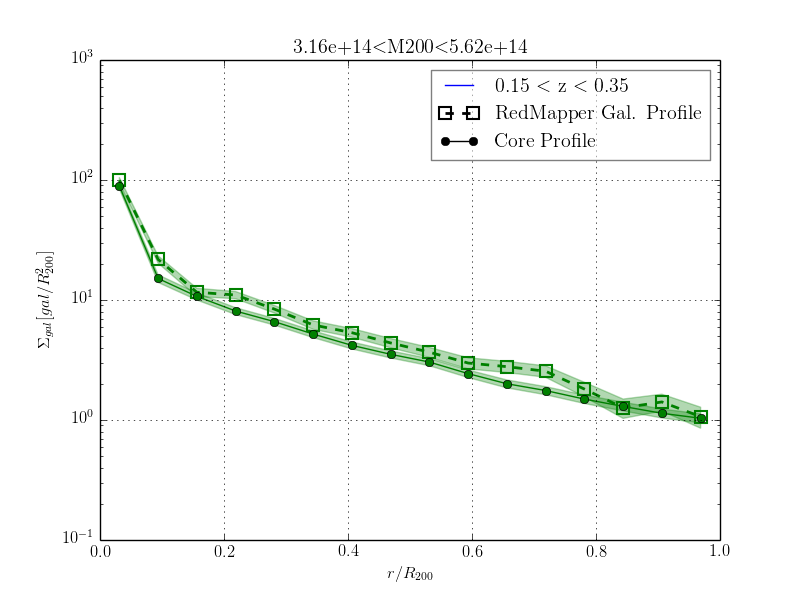 3.16e+14<M200<5.62e+14
0.15 < z < 0.35
RedMapper Gal. Profile
Core Profile
10^3
10^2
10^1
10^0
10^-1
Σ_gal[gal/R^2_200]
0.0 0.2 0.4 0.6 0.8 1.0
r/R_200